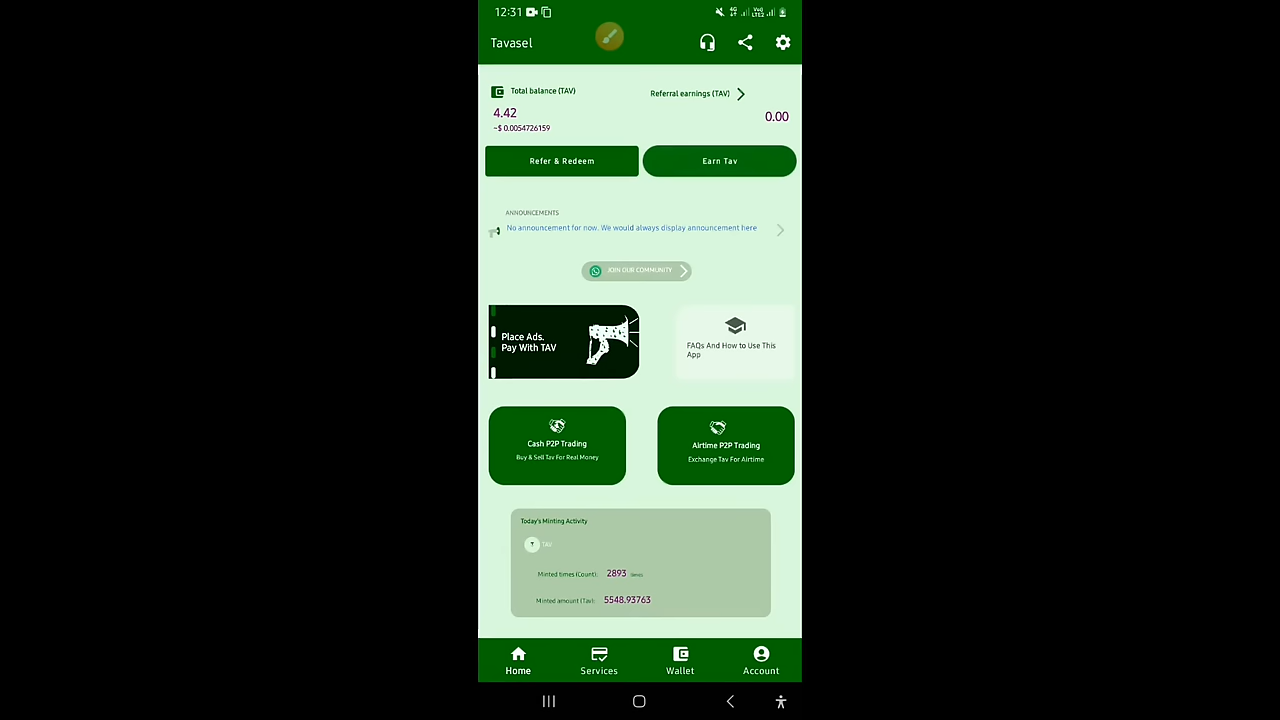 12:31
Tavasel
Total balance (TAV)
Referral earnings (TAV)
4.42
~$ 0.0054726159
0.00
Refer & Redeem
Earn Tav
ANNOUNCEMENTS
No announcement for now. We would always display announcement here
JOIN OUR COMMUNITY
Place Ads.
Pay With TAV
FAQs And How to Use This
App
Cash P2P Trading
Buy & Sell Tav For Real Money
Airtime P2P Trading
Exchange Tav For Airtime
Today's Minting Activity
TAV
Minted times (Count): 2893
Minted amount (Tav): 5548.93763
Home
Services
Wallet
Account